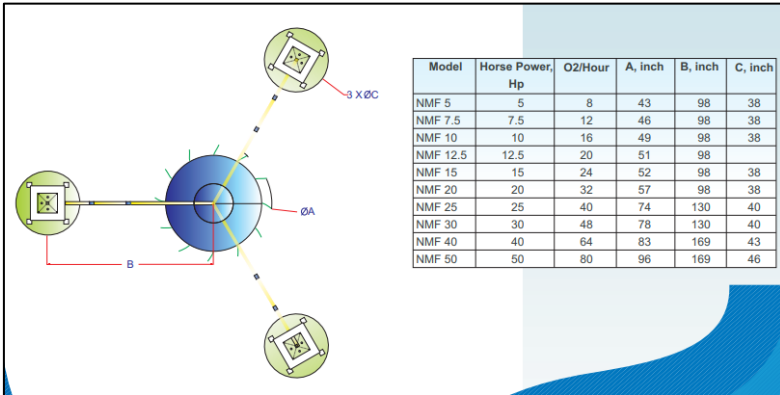 3 X ØC
ØA
B
Model Horse Power, Hp O2/Hour A, inch B, inch C, inch
NMF 5 5 8 43 98 38
NMF 7.5 7.5 12 46 98 38
NMF 10 10 16 49 98 38
NMF 12.5 12.5 20 51 98
NMF 15 15 24 52 98 38
NMF 20 20 32 57 98 38
NMF 25 25 40 74 130 40
NMF 30 30 48 78 130 40
NMF 40 40 64 83 169 43
NMF 50 50 80 96 169 46